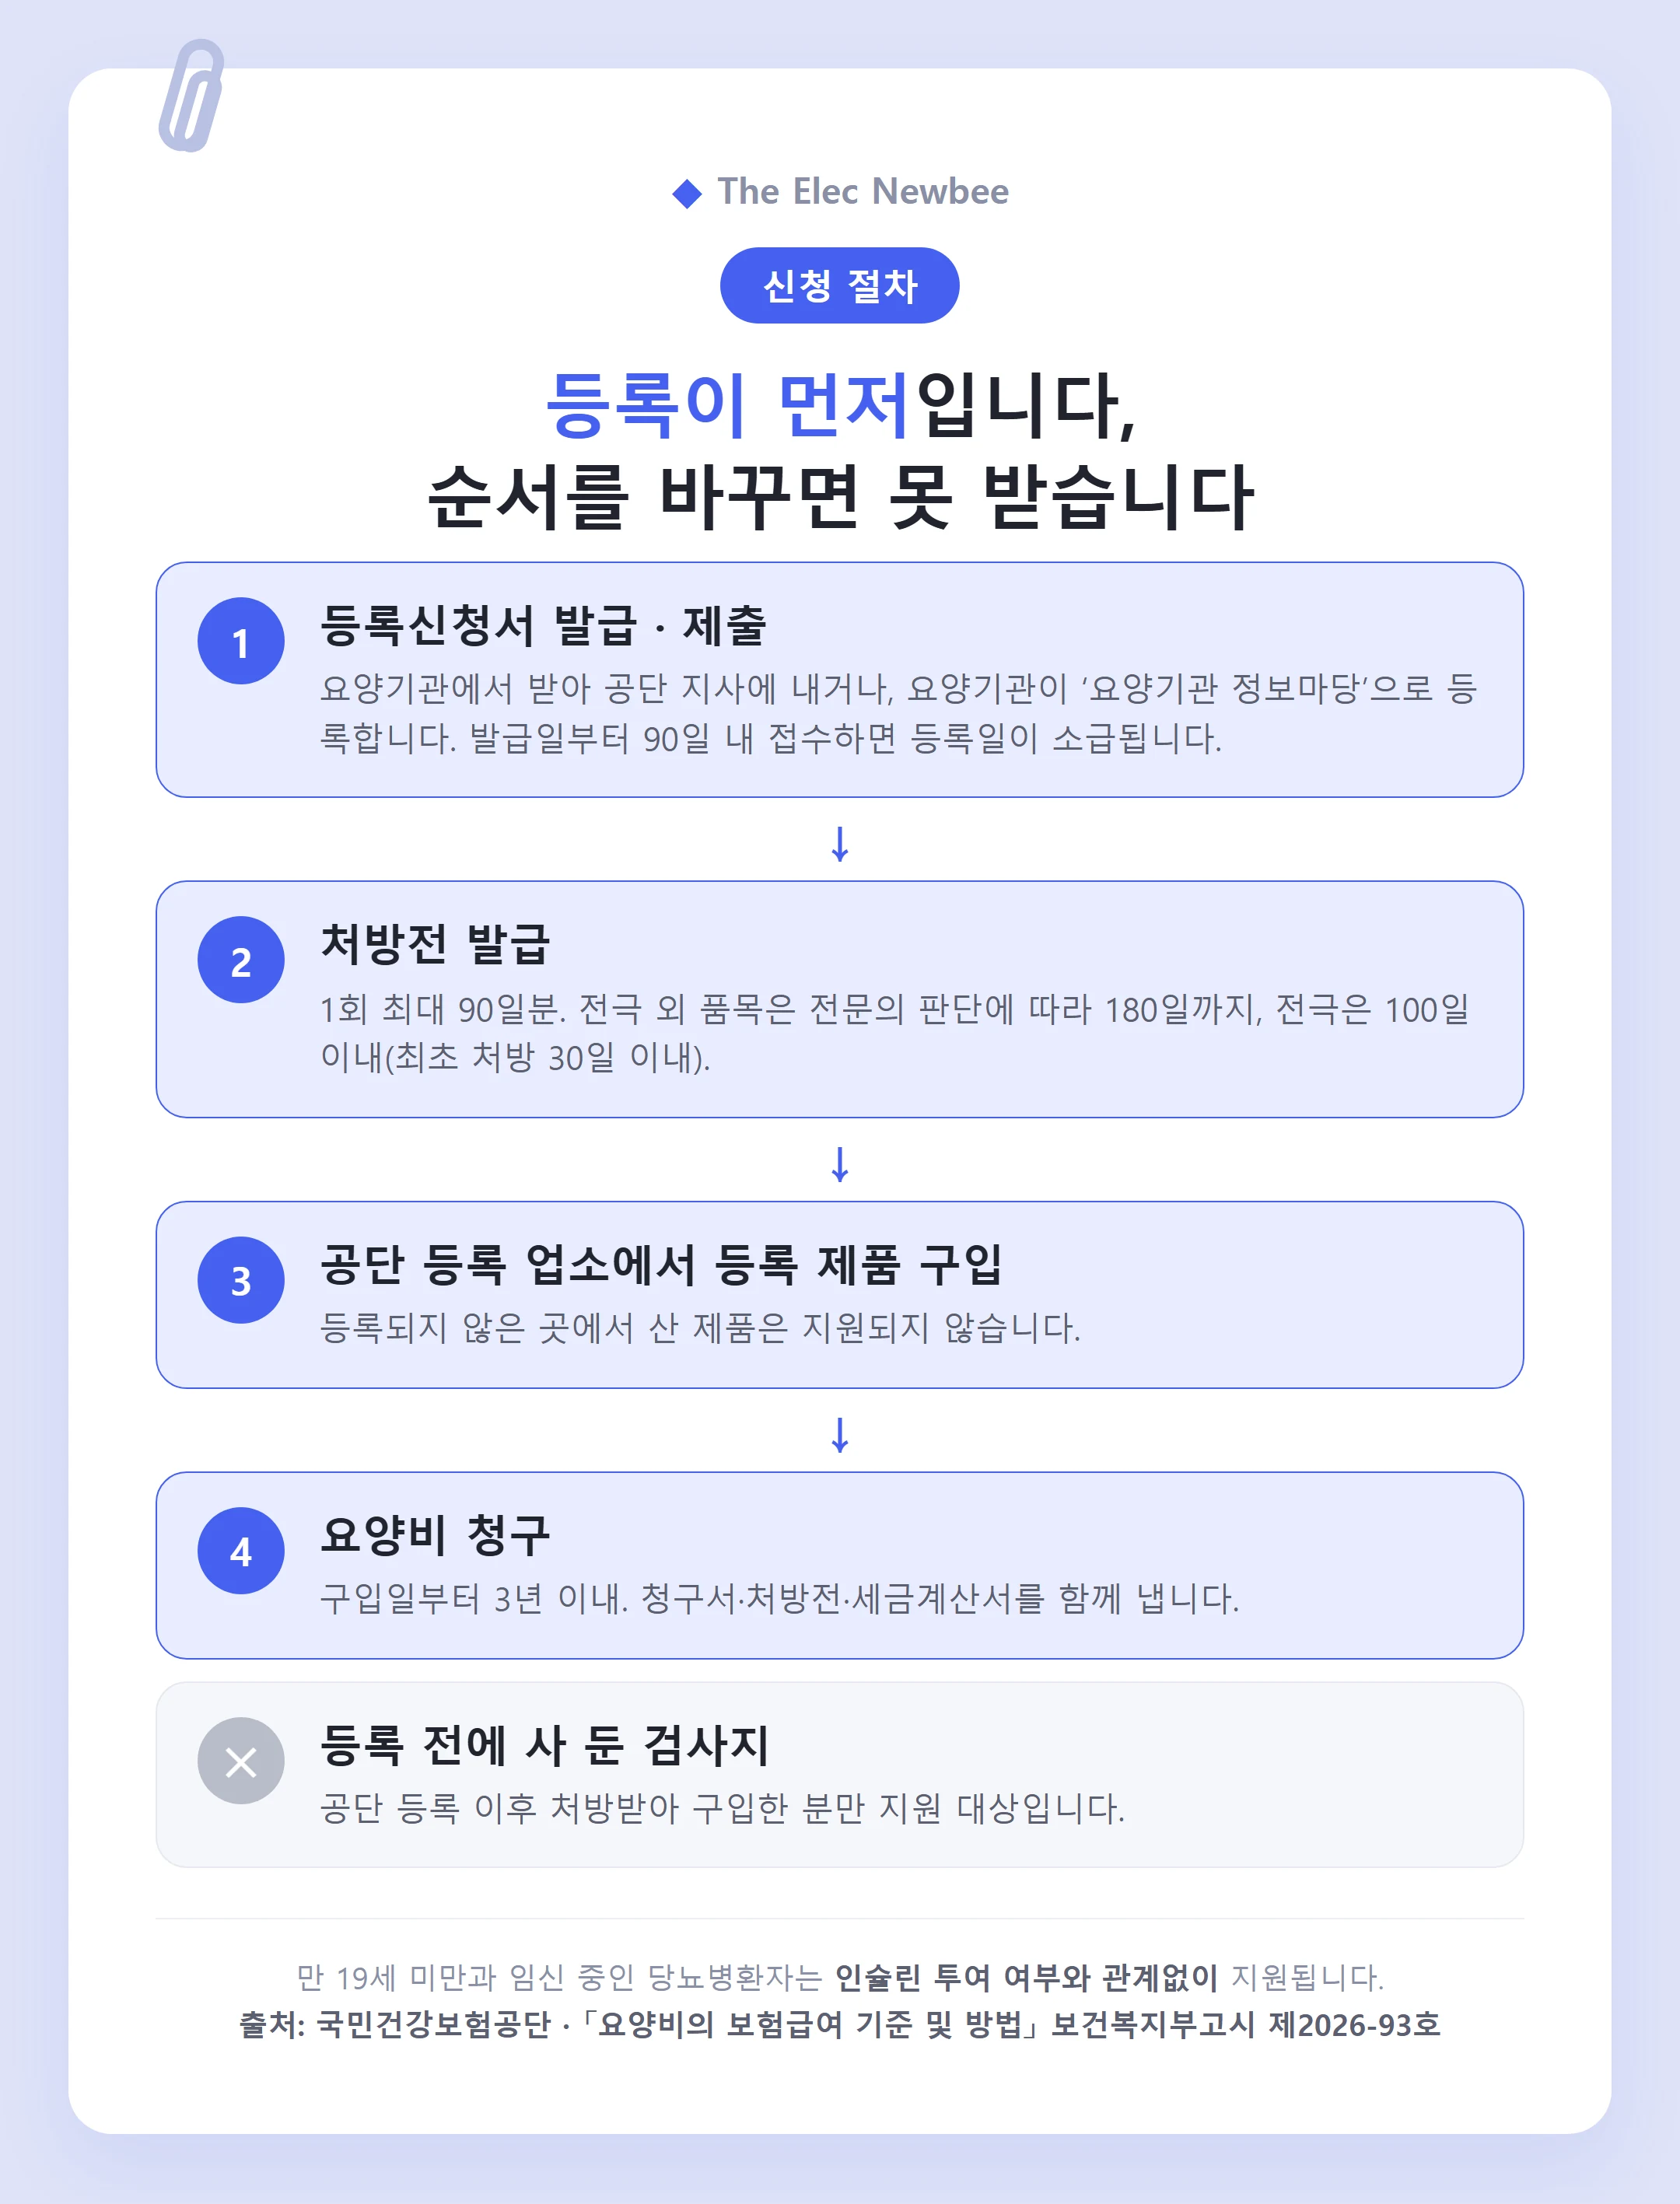 The Elec Newbee
신청 절차
등록이 먼저입니다,
순서를 바꾸면 못 받습니다
1
등록신청서 발급 · 제출
요양기관에서 받아 공단 지사에 내거나, 요양기관이 ‘요양기관 정보마당’으로 등
록합니다. 발급일부터 90일 내 접수하면 등록일이 소급됩니다.
↓
2
처방전 발급
1회 최대 90일분. 전극 외 품목은 전문의 판단에 따라 180일까지, 전극은 100일
이내(최초 처방 30일 이내).
↓
3
공단 등록 업소에서 등록 제품 구입
등록되지 않은 곳에서 산 제품은 지원되지 않습니다.
↓
4
요양비 청구
구입일부터 3년 이내. 청구서·처방전·세금계산서를 함께 냅니다.
×
등록 전에 사 둔 검사지
공단 등록 이후 처방받아 구입한 분만 지원 대상입니다.
만 19세 미만과 임신 중인 당뇨병환자는 인슐린 투여 여부와 관계없이 지원됩니다.
출처: 국민건강보험공단 ·「요양비의 보험급여 기준 및 방법」보건복지부고시 제2026-93호